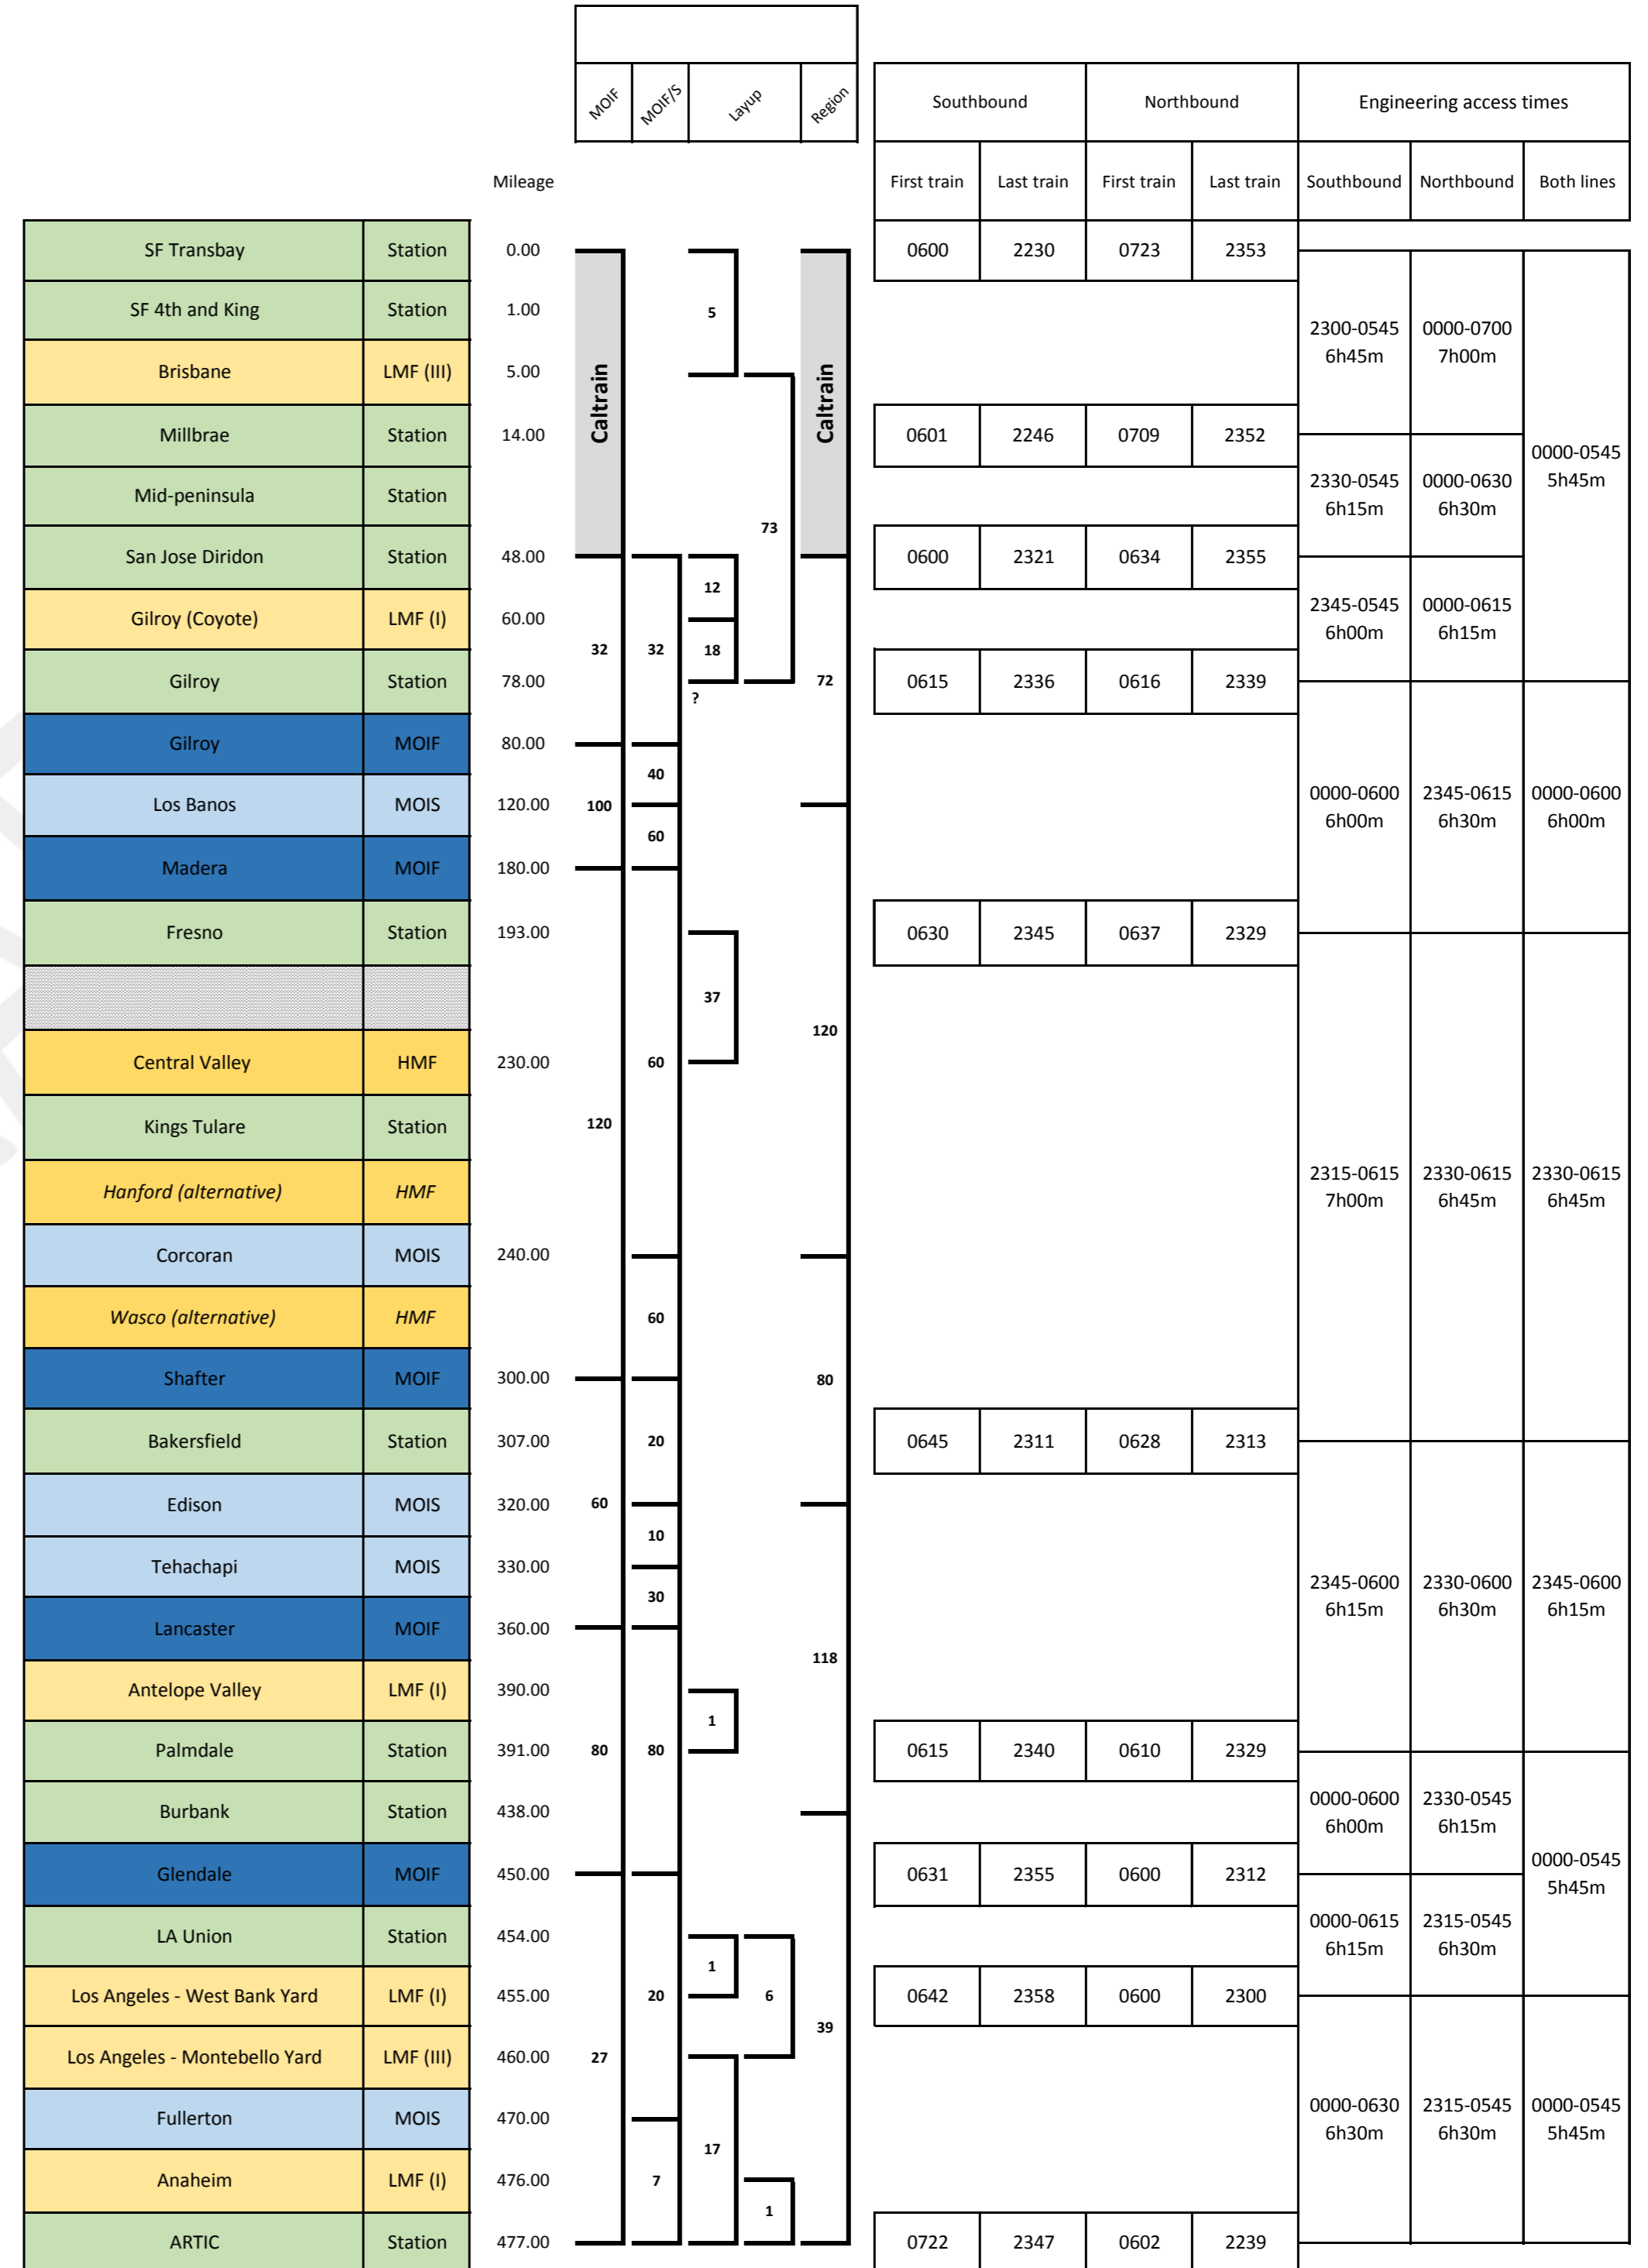 MOIF MOIF/S Layup Region
Southbound Northbound Engineering access times
Mileage First train Last train First train Last train Southbound Northbound Both lines
SF Transbay Station 0.00 0600 2230 0723 2353
SF 4th and King Station 1.00 5
2300-0545 0000-0700
6h45m 7h00m
Brisbane LMF (III) 5.00
Caltrain Caltrain
Millbrae Station 14.00 0601 2246 0709 2352
0000-0545
5h45m
Mid-peninsula Station
2330-0545 0000-0630
6h15m 6h30m
73
San Jose Diridon Station 48.00 0600 2321 0634 2355
12
Gilroy (Coyote) LMF (I) 60.00
2345-0545 0000-0615
6h00m 6h15m
32 32 18
Gilroy Station 78.00 72 0615 2336 0616 2339
?
Gilroy MOIF 80.00
40
Los Banos MOIS 120.00 100
0000-0600 2345-0615 0000-0600
6h00m 6h30m 6h00m
60
Madera MOIF 180.00
Fresno Station 193.00 0630 2345 0637 2329
37
120
Central Valley HMF 230.00 60
Kings Tulare Station 120
Hanford (alternative) HMF
2315-0615 2330-0615 2330-0615
7h00m 6h45m 6h45m
Corcoran MOIS 240.00
Wasco (alternative) HMF 60
Shafter MOIF 300.00 80
Bakersfield Station 307.00 20 0645 2311 0628 2313
Edison MOIS 320.00 60
10
Tehachapi MOIS 330.00
2345-0600 2330-0600 2345-0600
6h15m 6h30m 6h15m
30
Lancaster MOIF 360.00
118
Antelope Valley LMF (I) 390.00
1
Palmdale Station 391.00 80 80 0615 2340 0610 2329
Burbank Station 438.00
0000-0600 2330-0545
6h00m 6h15m
Glendale MOIF 450.00 0631 2355 0600 2312
0000-0545
5h45m
LA Union Station 454.00
0000-0615 2315-0545
6h15m 6h30m
1
Los Angeles - West Bank Yard LMF (I) 455.00 20 6 0642 2358 0600 2300
39
Los Angeles - Montebello Yard LMF (III) 460.00 27
Fullerton MOIS 470.00
0000-0630 2315-0545 0000-0545
6h30m 6h30m 5h45m
17
Anaheim LMF (I) 476.00 7
1
ARTIC Station 477.00 0722 2347 0602 2239